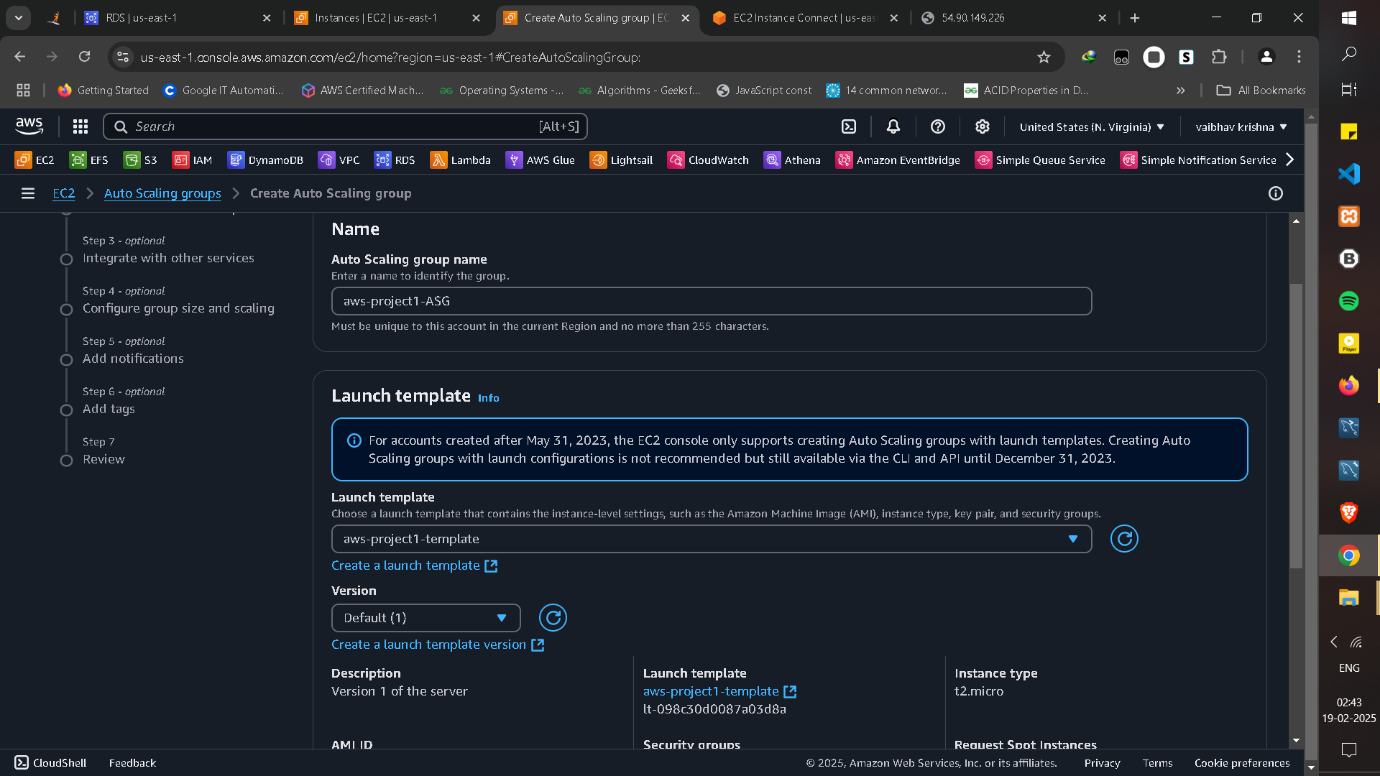 RDS | us-east-1
Instances | EC2 | us-east-1
Create Auto Scaling group | EC
EC2 Instance Connect | us-eas
54.90.149.226
us-east-1.console.aws.amazon.com/ec2/home?region=us-east-1#CreateAutoScalingGroup:
Getting Started
Google IT Automati...
AWS Certified Mach...
Operating Systems -...
Algorithms - Geeksf...
JavaScript const
14 common networ...
ACID Properties in D...
All Bookmarks
aws
Search
[Alt+S]
United States (N. Virginia)
vaibhav krishna
EC2
EFS
S3
IAM
DynamoDB
VPC
RDS
Lambda
AWS Glue
Lightsail
CloudWatch
Athena
Amazon EventBridge
Simple Queue Service
Simple Notification Service
EC2
Auto Scaling groups
Create Auto Scaling group
Step 3 - optional
Integrate with other services
Step 4 - optional
Configure group size and scaling
Step 5 - optional
Add notifications
Step 6 - optional
Add tags
Step 7
Review
Name
Auto Scaling group name
Enter a name to identify the group.
aws-project1-ASG
Must be unique to this account in the current Region and no more than 255 characters.
Launch template Info
For accounts created after May 31, 2023, the EC2 console only supports creating Auto Scaling groups with launch templates. Creating Auto
Scaling groups with launch configurations is not recommended but still available via the CLI and API until December 31, 2023.
Launch template
Choose a launch template that contains the instance-level settings, such as the Amazon Machine Image (AMI), instance type, key pair, and security groups.
aws-project1-template
Create a launch template
Version
Default (1)
Create a launch template version
Description
Version 1 of the server
Launch template
aws-project1-template
lt-098c30d0087a03d8a
Instance type
t2.micro
AMI ID
Security groups
Request Spot Instances
CloudShell
Feedback
© 2025, Amazon Web Services, Inc. or its affiliates.
Privacy
Terms
Cookie preferences
ENG
02:43
19-02-2025